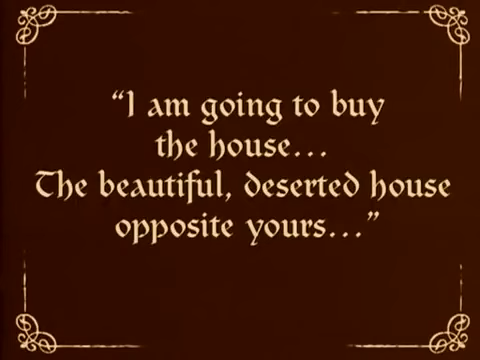 “I am going to buy
the house...
The beautiful, deserted house
opposite yours...”